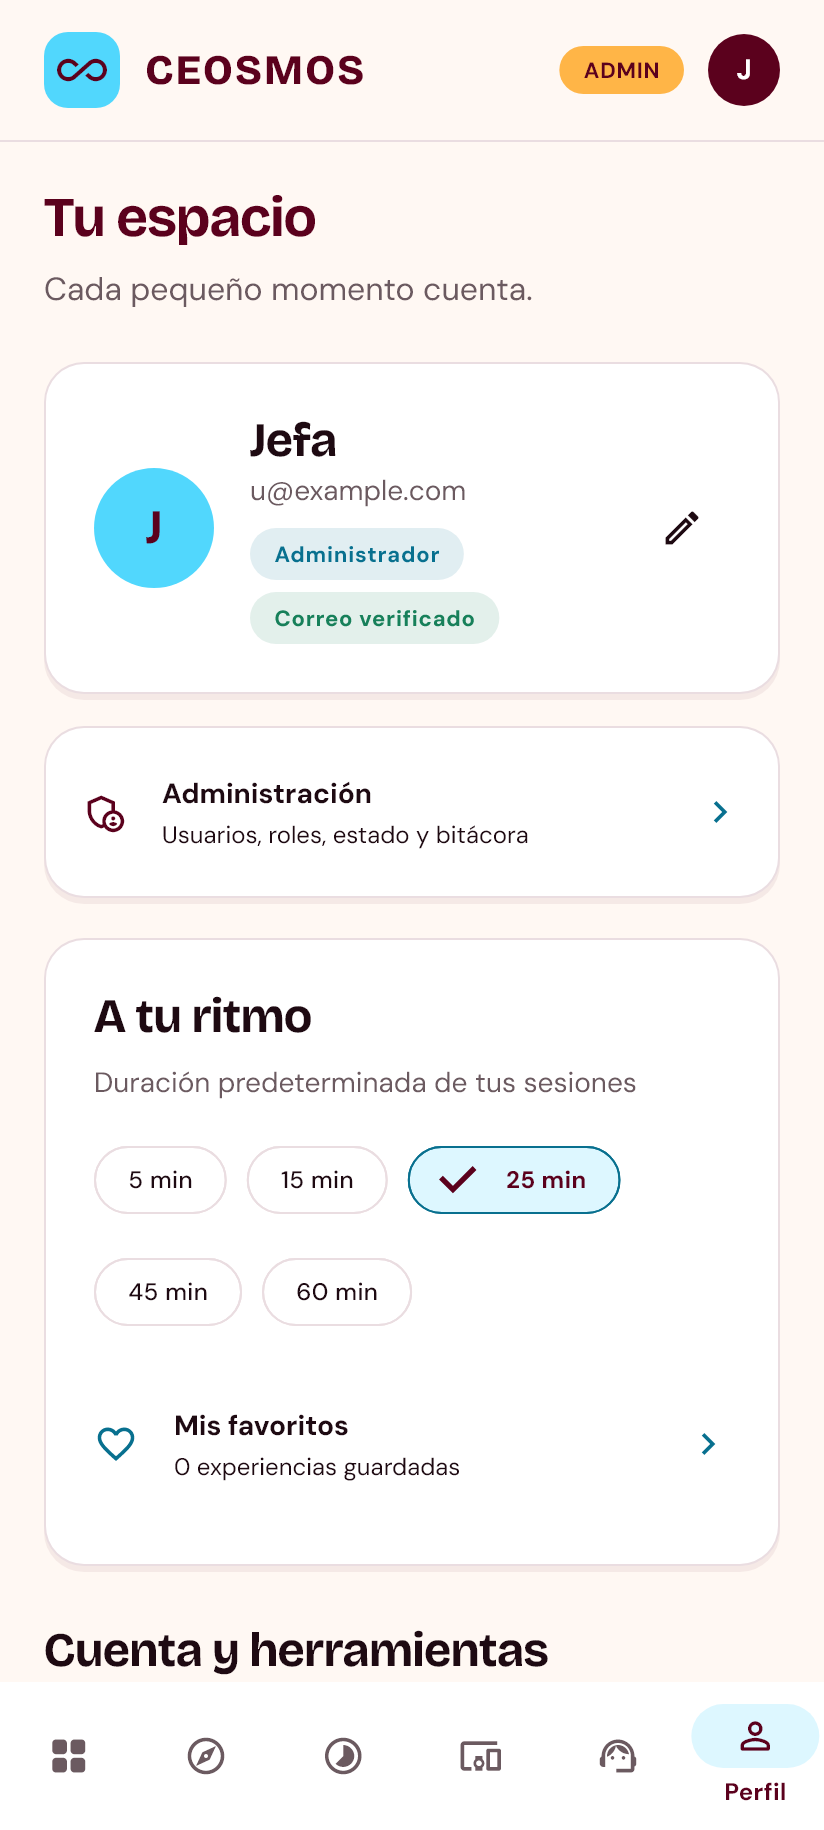 CEOSMOS
ADMIN
J
Tu espacio
Cada pequeño momento cuenta.
J
Jefa
u@example.com
Administrador
Correo verificado
Administración
Usuarios, roles, estado y bitácora
A tu ritmo
Duración predeterminada de tus sesiones
5 min
15 min
25 min
45 min
60 min
Mis favoritos
0 experiencias guardadas
Cuenta y herramientas
Perfil